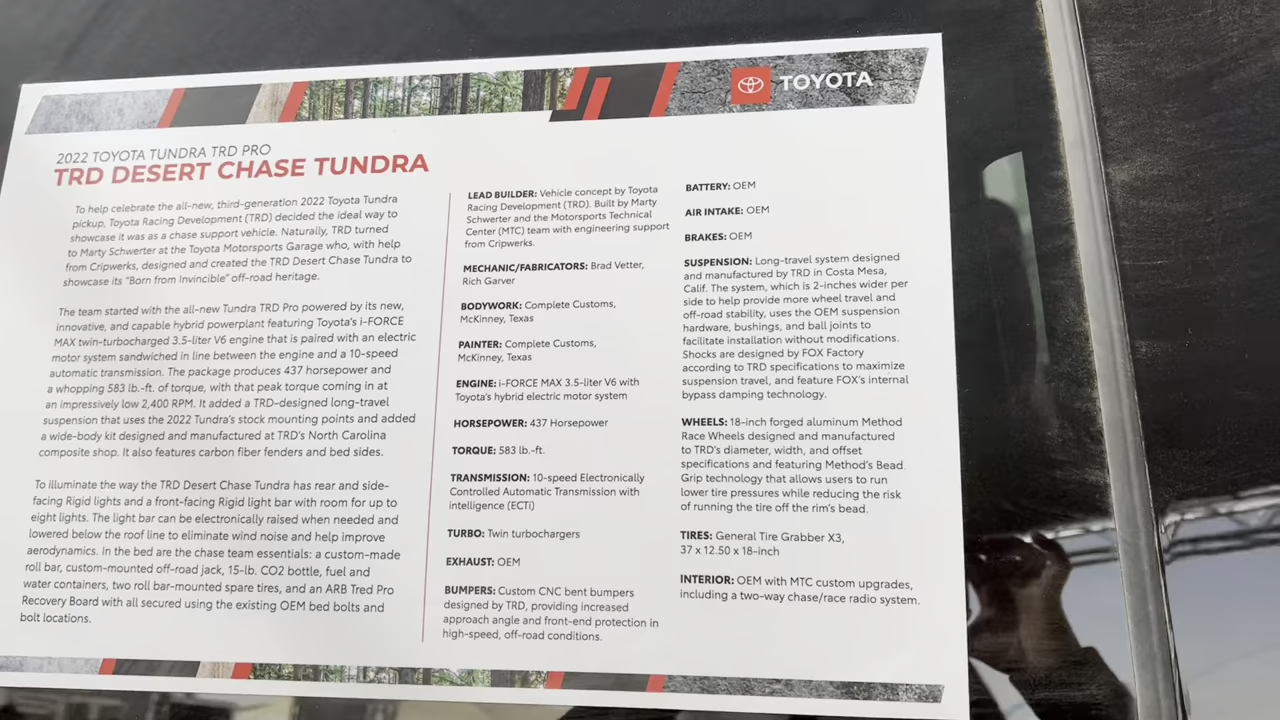 TOYOTA
2022 TOYOTA TUNDRA TRD PRO
TRD DESERT CHASE TUNDRA
To help celebrate the all-new, third-generation 2022 Toyota Tundra
pickup, Toyota Racing Development (TRD) decided the ideal way to
showcase it was as a chase support vehicle. Naturally, TRD turned
to Marty Schwerter at the Toyota Motorsports Garage who, with help
from Cripwerks, designed and created the TRD Desert Chase Tundra to
showcase its "Born from Invincible" off-road heritage.
The team started with the all-new Tundra TRD Pro powered by its new,
innovative, and capable hybrid powerplant featuring Toyota's i-FORCE
MAX twin-turbocharged 3.5-liter V6 engine that is paired with an electric
motor system sandwiched in line between the engine and a 10-speed
automatic transmission. The package produces 437 horsepower and
a whopping 583 lb.-ft. of torque, with that peak torque coming in at
an impressively low 2,400 RPM. It added a TRD-designed long-travel
suspension that uses the 2022 Tundra's stock mounting points and added
a wide-body kit designed and manufactured at TRD's North Carolina
composite shop. It also features carbon fiber fenders and bed sides.
To illuminate the way the TRD Desert Chase Tundra has rear and side-
facing Rigid lights and a front-facing Rigid light bar with room for up to
eight lights. The light bar can be electronically raised when needed and
lowered below the roof line to eliminate wind noise and help improve
aerodynamics. In the bed are the chase team essentials: a custom-made
roll bar, custom-mounted off-road jack, 15-lb. CO2 bottle, fuel and
water containers, two roll bar-mounted spare tires, and an ARB Tred Pro
Recovery Board with all secured using the existing OEM bed bolts and
bolt locations.
LEAD BUILDER: Vehicle concept by Toyota
Racing Development (TRD). Built by Marty
Schwerter and the Motorsports Technical
Center (MTC) team with engineering support
from Cripwerks.
MECHANIC/FABRICATORS: Brad Vetter,
Rich Garver
BODYWORK: Complete Customs,
McKinney, Texas
PAINTER: Complete Customs,
McKinney, Texas
ENGINE: i-FORCE MAX 3.5-liter V6 with
Toyota's hybrid electric motor system
HORSEPOWER: 437 Horsepower
TORQUE: 583 lb.-ft.
TRANSMISSION: 10-speed Electronically
Controlled Automatic Transmission with
intelligence (ECTi)
TURBO: Twin turbochargers
EXHAUST: OEM
BUMPERS: Custom CNC bent bumpers
designed by TRD, providing increased
approach angle and front-end protection in
high-speed, off-road conditions.
BATTERY: OEM
AIR INTAKE: OEM
BRAKES: OEM
SUSPENSION: Long-travel system designed
and manufactured by TRD in Costa Mesa,
Calif. The system, which is 2-inches wider per
side to help provide more wheel travel and
off-road stability, uses the OEM suspension
hardware, bushings, and ball joints to
facilitate installation without modifications.
Shocks are designed by FOX Factory
according to TRD specifications to maximize
suspension travel, and feature FOX's internal
bypass damping technology.
WHEELS: 18-inch forged aluminum Method
Race Wheels designed and manufactured
to TRD's diameter, width, and offset
specifications and featuring Method's Bead
Grip technology that allows users to run
lower tire pressures while reducing the risk
of running the tire off the rim's bead.
TIRES: General Tire Grabber X3,
37 x 12.50 x 18-inch
INTERIOR: OEM with MTC custom upgrades,
including a two-way chase/race radio system.